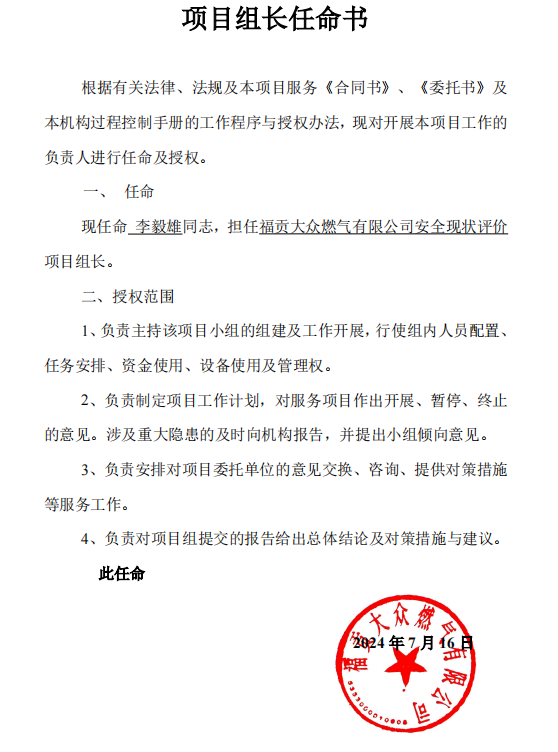 项目组长任命书
根据有关法律、法规及本项目服务《合同书》、《委托书》及
本机构过程控制手册的工作程序与授权办法，现对开展本项目工作的
负责人进行任命及授权。
一、 任命
现任命 李毅雄同志，担任福贡大众燃气有限公司安全现状评价
项目组长。
二、授权范围
1、负责主持该项目小组的组建及工作开展，行使组内人员配置、
任务安排、资金使用、设备使用及管理权。
2、负责制定项目工作计划，对服务项目作出开展、暂停、终止
的意见。涉及重大隐患的及时向机构报告，并提出小组倾向意见。
3、负责安排对项目委托单位的意见交换、咨询、提供对策措施
等服务工作。
4、负责对项目组提交的报告给出总体结论及对策措施与建议。
此任命
福贡大众燃气有限公司
2024 年 7 月 16 日